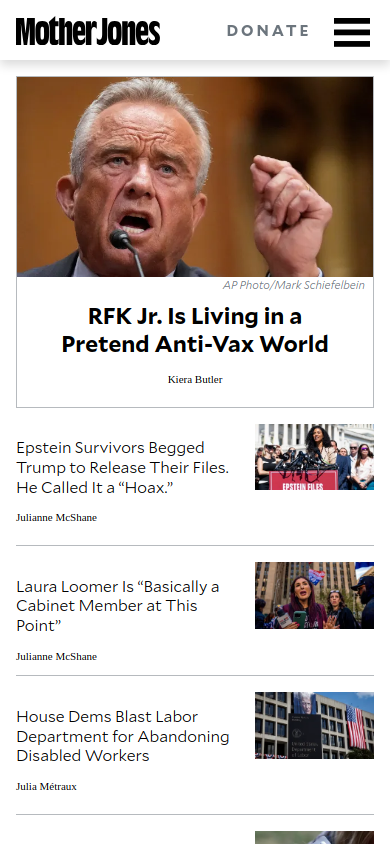 Mother Jones
DONATE
AP Photo/Mark Schiefelbein
RFK Jr. Is Living in a
Pretend Anti-Vax World
Kiera Butler
Epstein Survivors Begged
Trump to Release Their Files.
He Called It a “Hoax.”
EPSTEIN FILES
Julianne McShane
Laura Loomer Is “Basically a
Cabinet Member at This
Point”
Julianne McShane
House Dems Blast Labor
Department for Abandoning
Disabled Workers
Julia Métraux